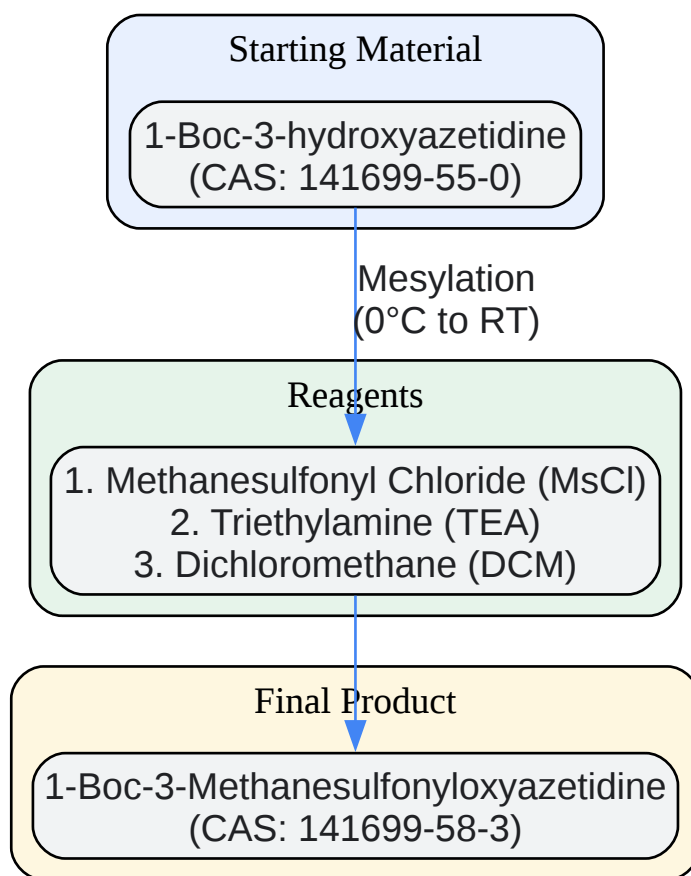 Starting Material
1-Boc-3-hydroxyazetidine
(CAS: 141699-55-0)
Mesylation
(0°C to RT)
Reagents
1. Methanesulfonyl Chloride (MsCl)
2. Triethylamine (TEA)
3. Dichloromethane (DCM)
Final Product
1-Boc-3-Methanesulfonyloxyazetidine
(CAS: 141699-58-3)